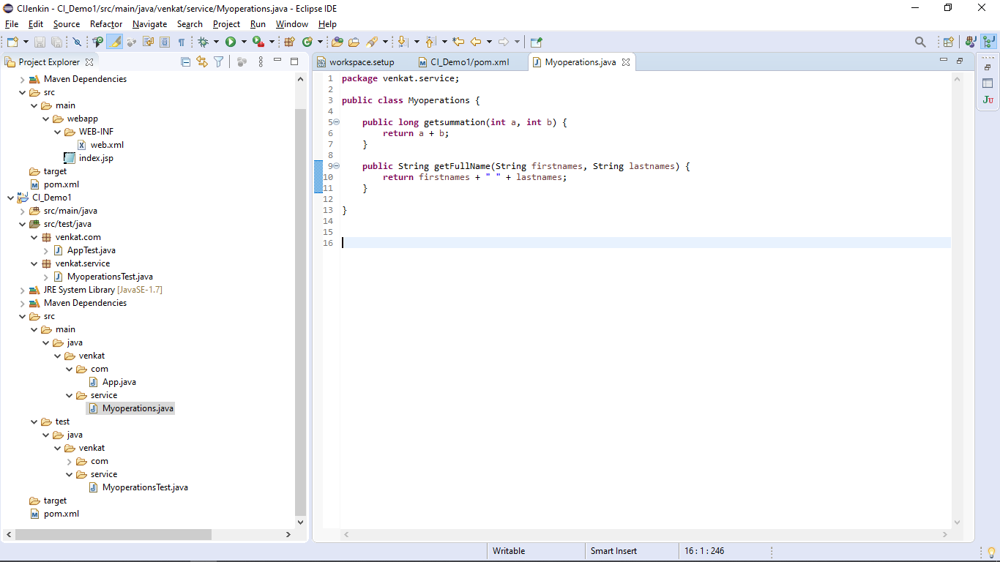 CIJenkin - CI_Demo1/src/main/java/venkat/service/Myoperations.java - Eclipse IDE
File Edit Source Refactor Navigate Search Project Run Window Help
Project Explorer
Maven Dependencies
src
main
webapp
WEB-INF
web.xml
index.jsp
target
pom.xml
CI_Demo1
src/main/java
src/test/java
venkat.com
AppTest.java
venkat.service
MyoperationsTest.java
JRE System Library [JavaSE-1.7]
Maven Dependencies
src
main
java
venkat
com
App.java
service
Myoperations.java
test
java
venkat
com
service
MyoperationsTest.java
target
pom.xml
workspace.setup CI_Demo1/pom.xml Myoperations.java
1 package venkat.service;
2
3 public class Myoperations {
4
5 public long getsummation(int a, int b) {
6 return a + b;
7 }
8
9 public String getFullName(String firstnames, String lastnames) {
10 return firstnames + " " + lastnames;
11 }
12
13 }
14
15
16
Ju
Writable Smart Insert 16 : 1 : 246